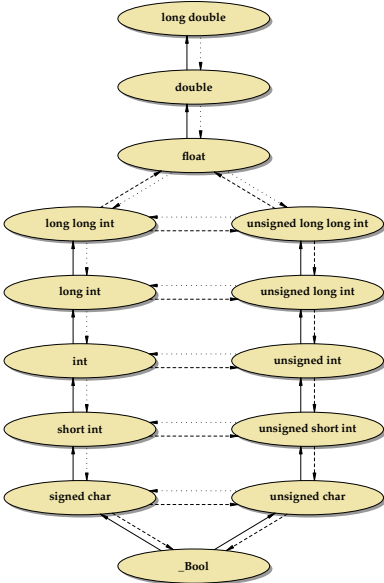 long double
double
float
long long int
unsigned long long int
long int
unsigned long int
int
unsigned int
short int
unsigned short int
signed char
unsigned char
_Bool